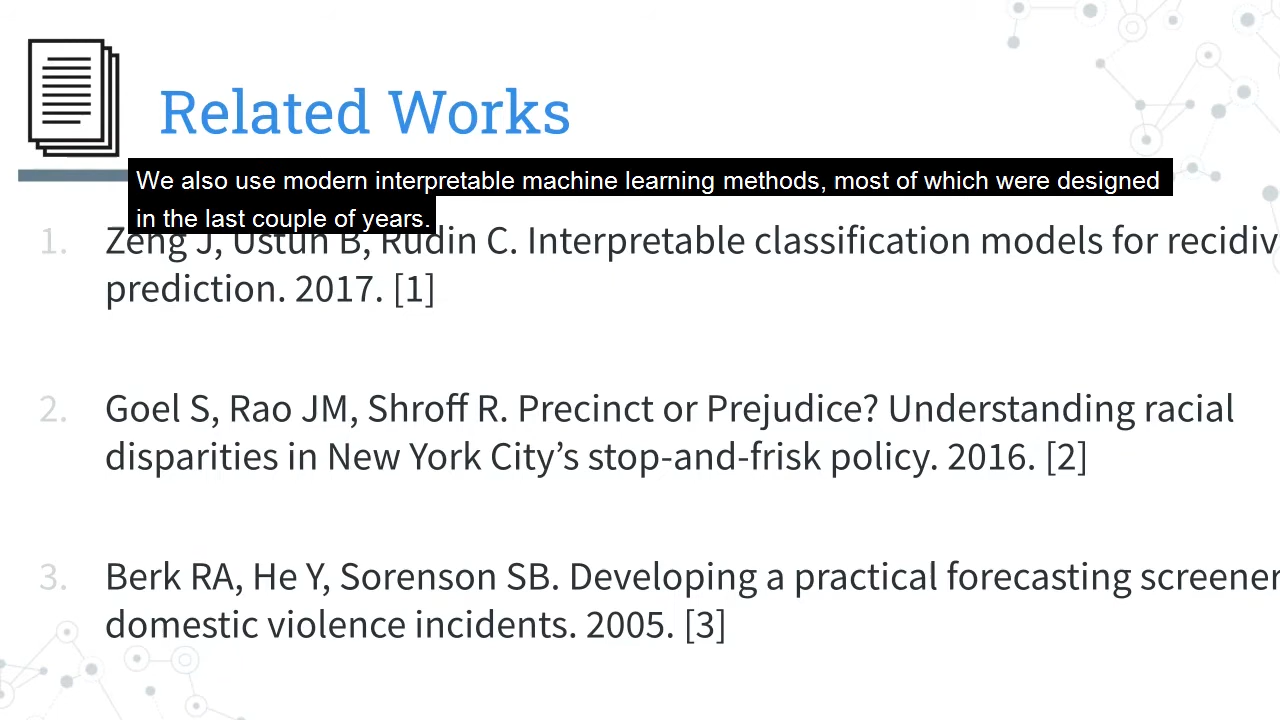 Related Works
We also use modern interpretable machine learning methods, most of which were designed
in the last couple of years.
1. Zeng J, Ustun B, Rudin C. Interpretable classification models for recidiv
prediction. 2017. [1]
2. Goel S, Rao JM, Shroff R. Precinct or Prejudice? Understanding racial
disparities in New York City’s stop-and-frisk policy. 2016. [2]
3. Berk RA, He Y, Sorenson SB. Developing a practical forecasting screener
domestic violence incidents. 2005. [3]